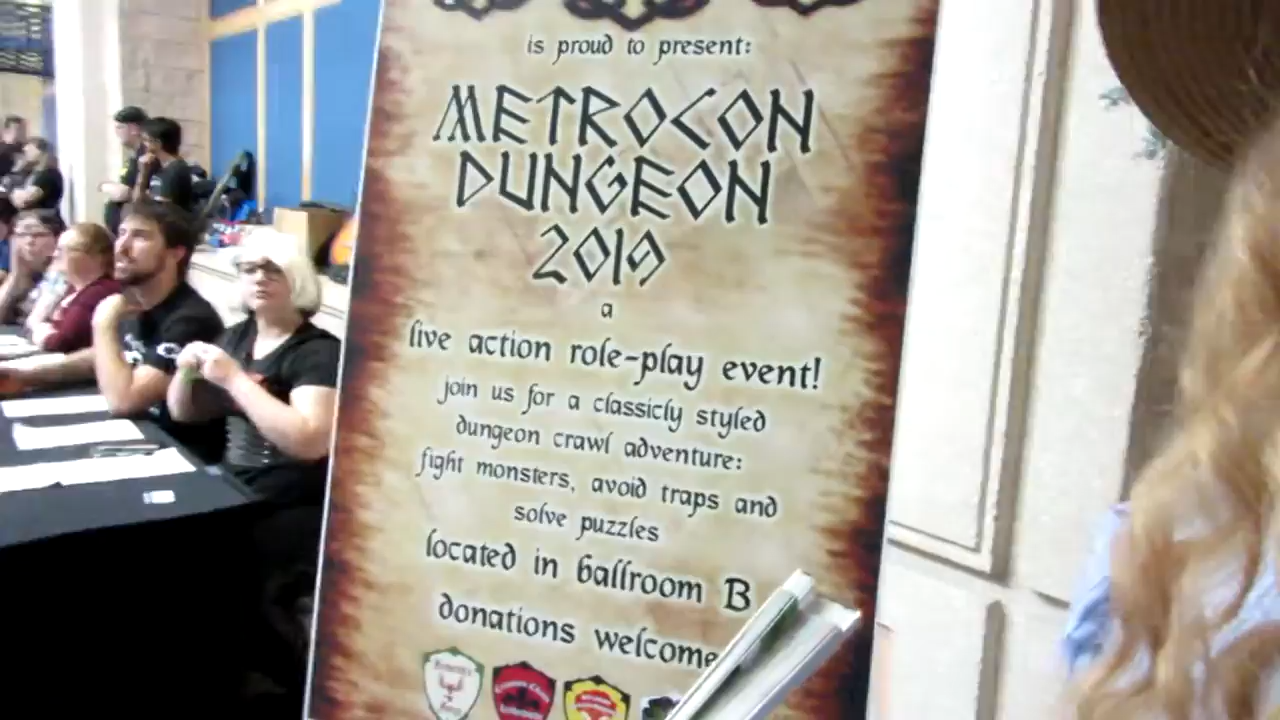 is proud to present:
METROCON
DUNGEON
2019
a
live action role-play event!
join us for a classicly styled
dungeon crawl adventure:
fight monsters, avoid traps and
solve puzzles
located in ballroom B
donations welcome